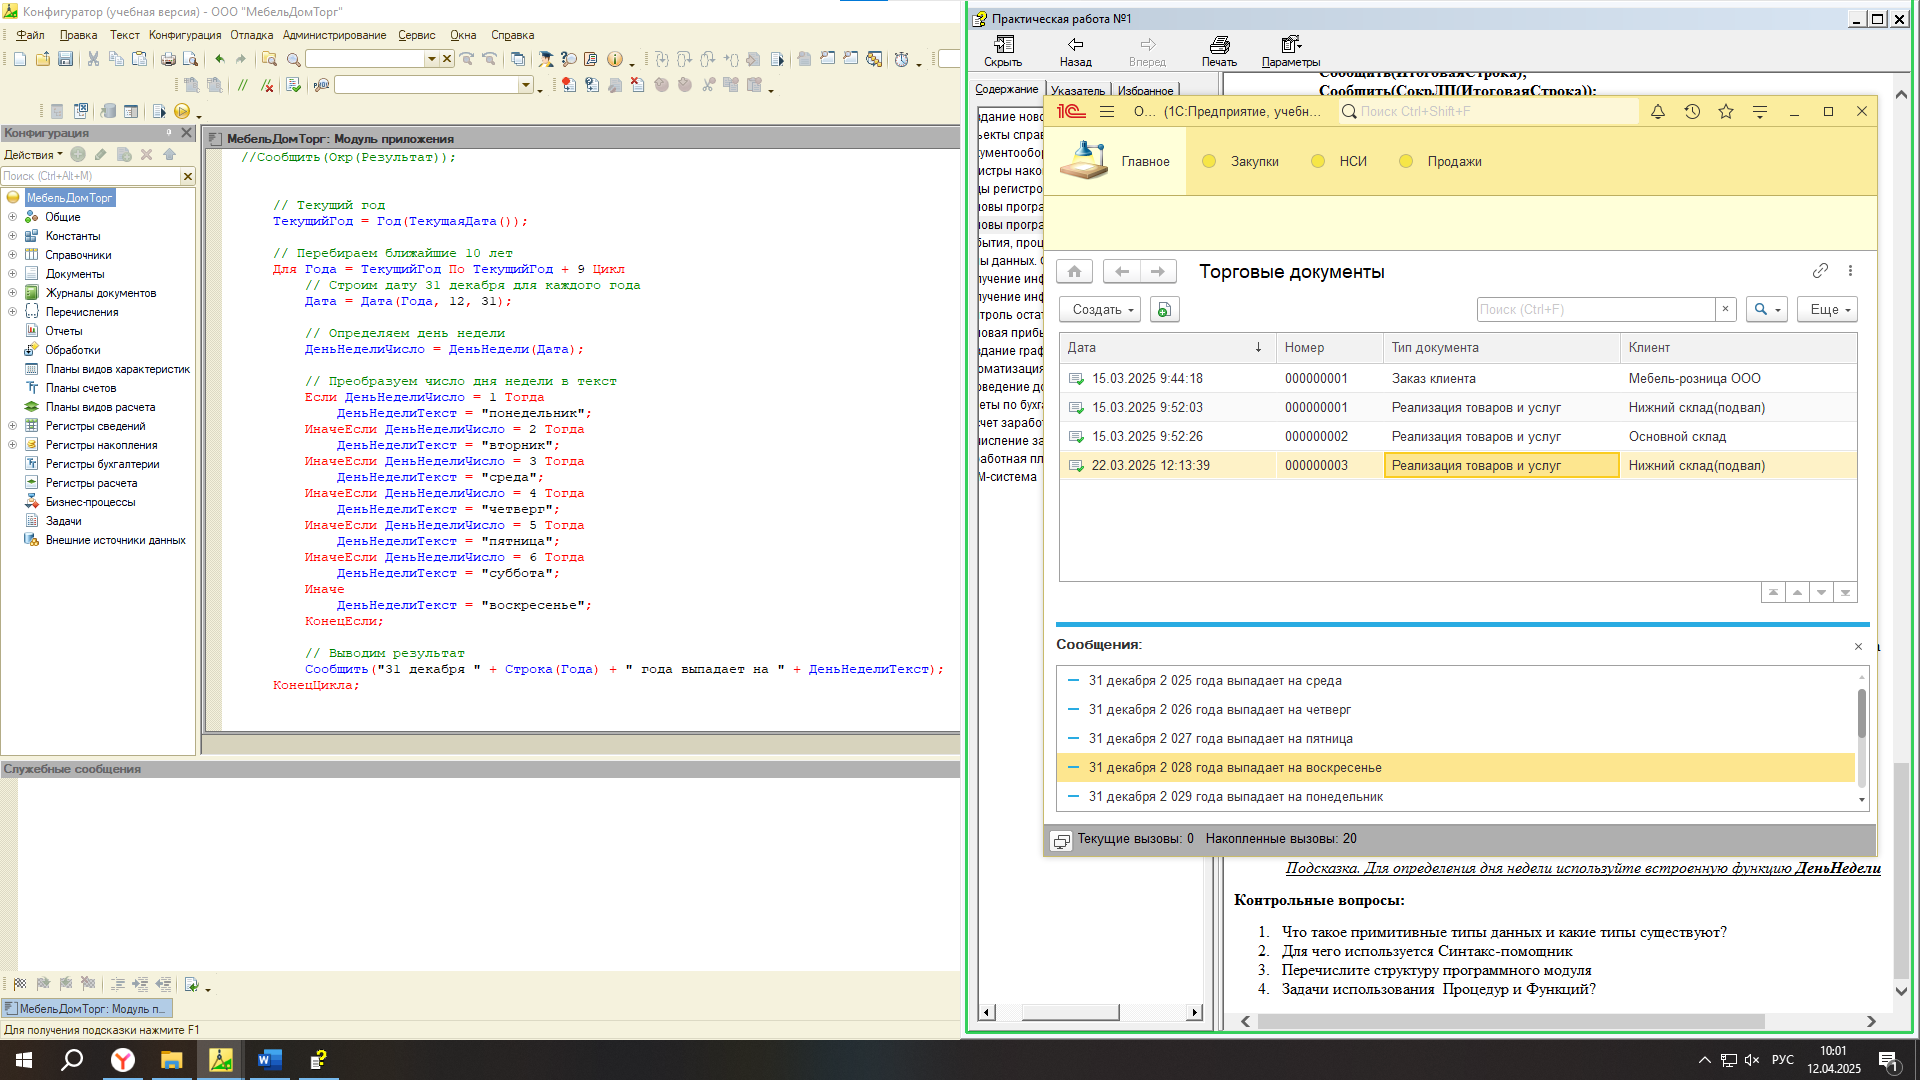 Конфигуратор (учебная версия) - ООО "МебельДомТорг"
Файл Правка Текст Конфигурация Отладка Администрирование Сервис Окна Справка
Конфигурация
Действия
Поиск (Ctrl+Alt+M)
МебельДомТорг
Общие
Константы
Справочники
Документы
Журналы документов
Перечисления
Отчеты
Обработки
Планы видов характеристик
Планы счетов
Планы видов расчета
Регистры сведений
Регистры накопления
Регистры бухгалтерии
Регистры расчета
Бизнес-процессы
Задачи
Внешние источники данных
МебельДомТорг: Модуль приложения
//Сообщить(Окр(Результат));
// Текущий год
ТекущийГод = Год(ТекущаяДата());
// Перебираем ближайшие 10 лет
Для Года = ТекущийГод По ТекущийГод + 9 Цикл
// Строим дату 31 декабря для каждого года
Дата = Дата(Года, 12, 31);
// Определяем день недели
ДеньНеделиЧисло = ДеньНедели(Дата);
// Преобразуем число дня недели в текст
Если ДеньНеделиЧисло = 1 Тогда
ДеньНеделиТекст = "понедельник";
ИначеЕсли ДеньНеделиЧисло = 2 Тогда
ДеньНеделиТекст = "вторник";
ИначеЕсли ДеньНеделиЧисло = 3 Тогда
ДеньНеделиТекст = "среда";
ИначеЕсли ДеньНеделиЧисло = 4 Тогда
ДеньНеделиТекст = "четверг";
ИначеЕсли ДеньНеделиЧисло = 5 Тогда
ДеньНеделиТекст = "пятница";
ИначеЕсли ДеньНеделиЧисло = 6 Тогда
ДеньНеделиТекст = "суббота";
Иначе
ДеньНеделиТекст = "воскресенье";
КонецЕсли;
// Выводим результат
Сообщить("31 декабря " + Строка(Года) + " года выпадает на " + ДеньНеделиТекст);
КонецЦикла;
Служебные сообщения
МебельДомТорг: Модуль п...
Для получения подсказки нажмите F1
Практическая работа №1
Скрыть Назад Вперед Печать Параметры
Содержание Указатель Избранное
Сообщить(ИтоговаяСтрока);
Сообщить(СокрЛП(ИтоговаяСтрока));
М-система
1С О... (1С:Предприятие, учебн...
Поиск Ctrl+Shift+F
Главное Закупки НСИ Продажи
Торговые документы
Создать Поиск (Ctrl+F) × Еще
Дата ↓ Номер Тип документа Клиент
15.03.2025 9:44:18 000000001 Заказ клиента Мебель-розница ООО
15.03.2025 9:52:03 000000001 Реализация товаров и услуг Нижний склад(подвал)
15.03.2025 9:52:26 000000002 Реализация товаров и услуг Основной склад
22.03.2025 12:13:39 000000003 Реализация товаров и услуг Нижний склад(подвал)
Сообщения:
31 декабря 2 025 года выпадает на среда
31 декабря 2 026 года выпадает на четверг
31 декабря 2 027 года выпадает на пятница
31 декабря 2 028 года выпадает на воскресенье
31 декабря 2 029 года выпадает на понедельник
Текущие вызовы: 0 Накопленные вызовы: 20
Подсказка. Для определения дня недели используйте встроенную функцию ДеньНедели
Контрольные вопросы:
1. Что такое примитивные типы данных и какие типы существуют?
2. Для чего используется Синтакс-помощник
3. Перечислите структуру программного модуля
4. Задачи использования Процедур и Функций?
РУС
10:01
12.04.2025
1